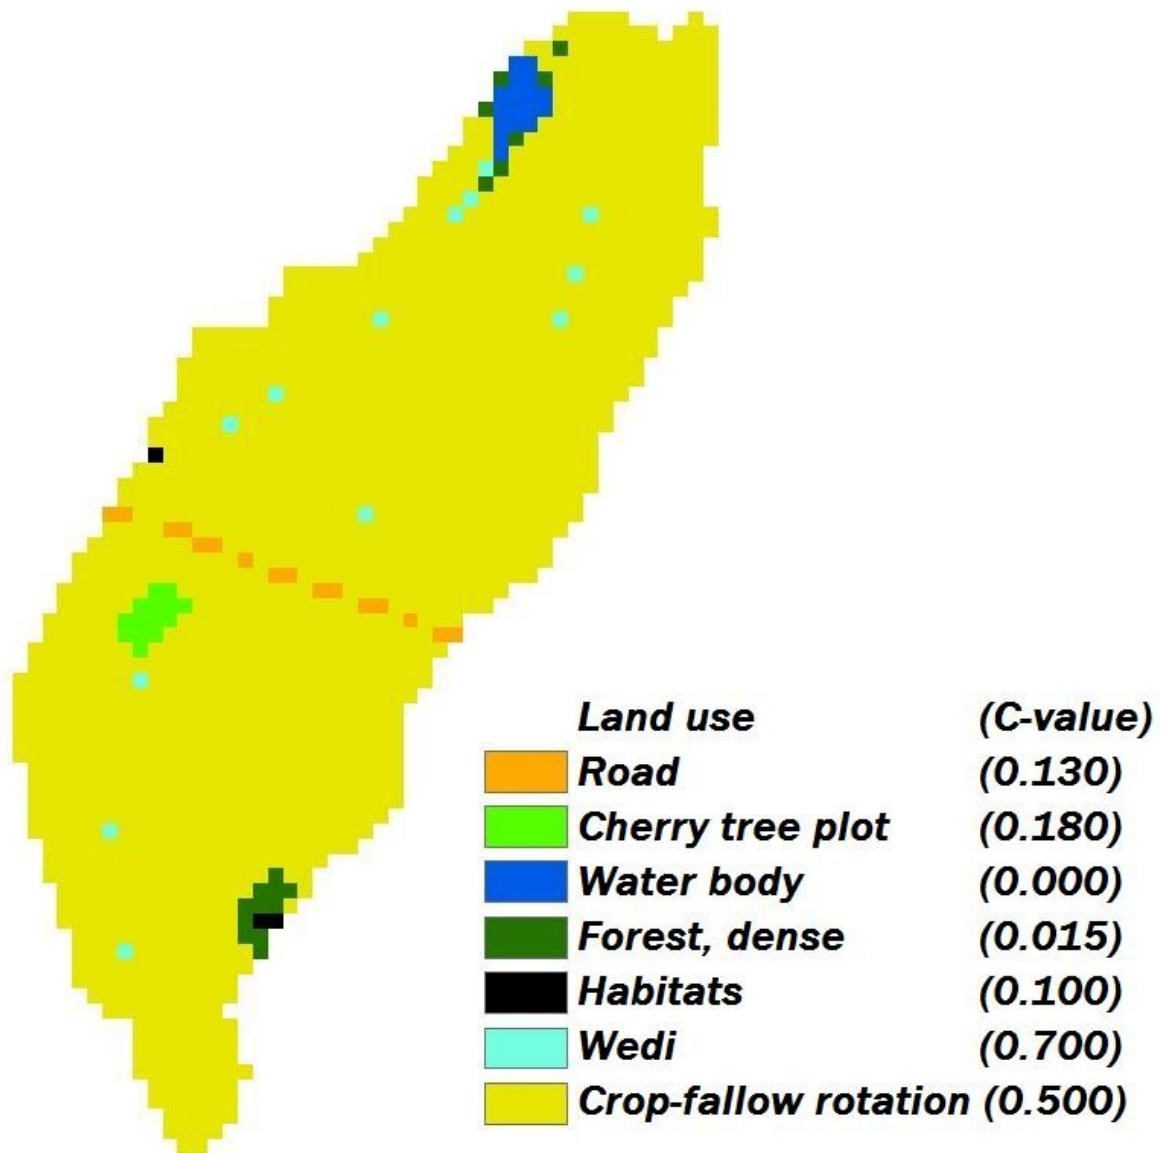 Land use (C-value)
Road (0.130)
Cherry tree plot (0.180)
Water body (0.000)
Forest, dense (0.015)
Habitats (0.100)
Wedi (0.700)
Crop-fallow rotation (0.500)